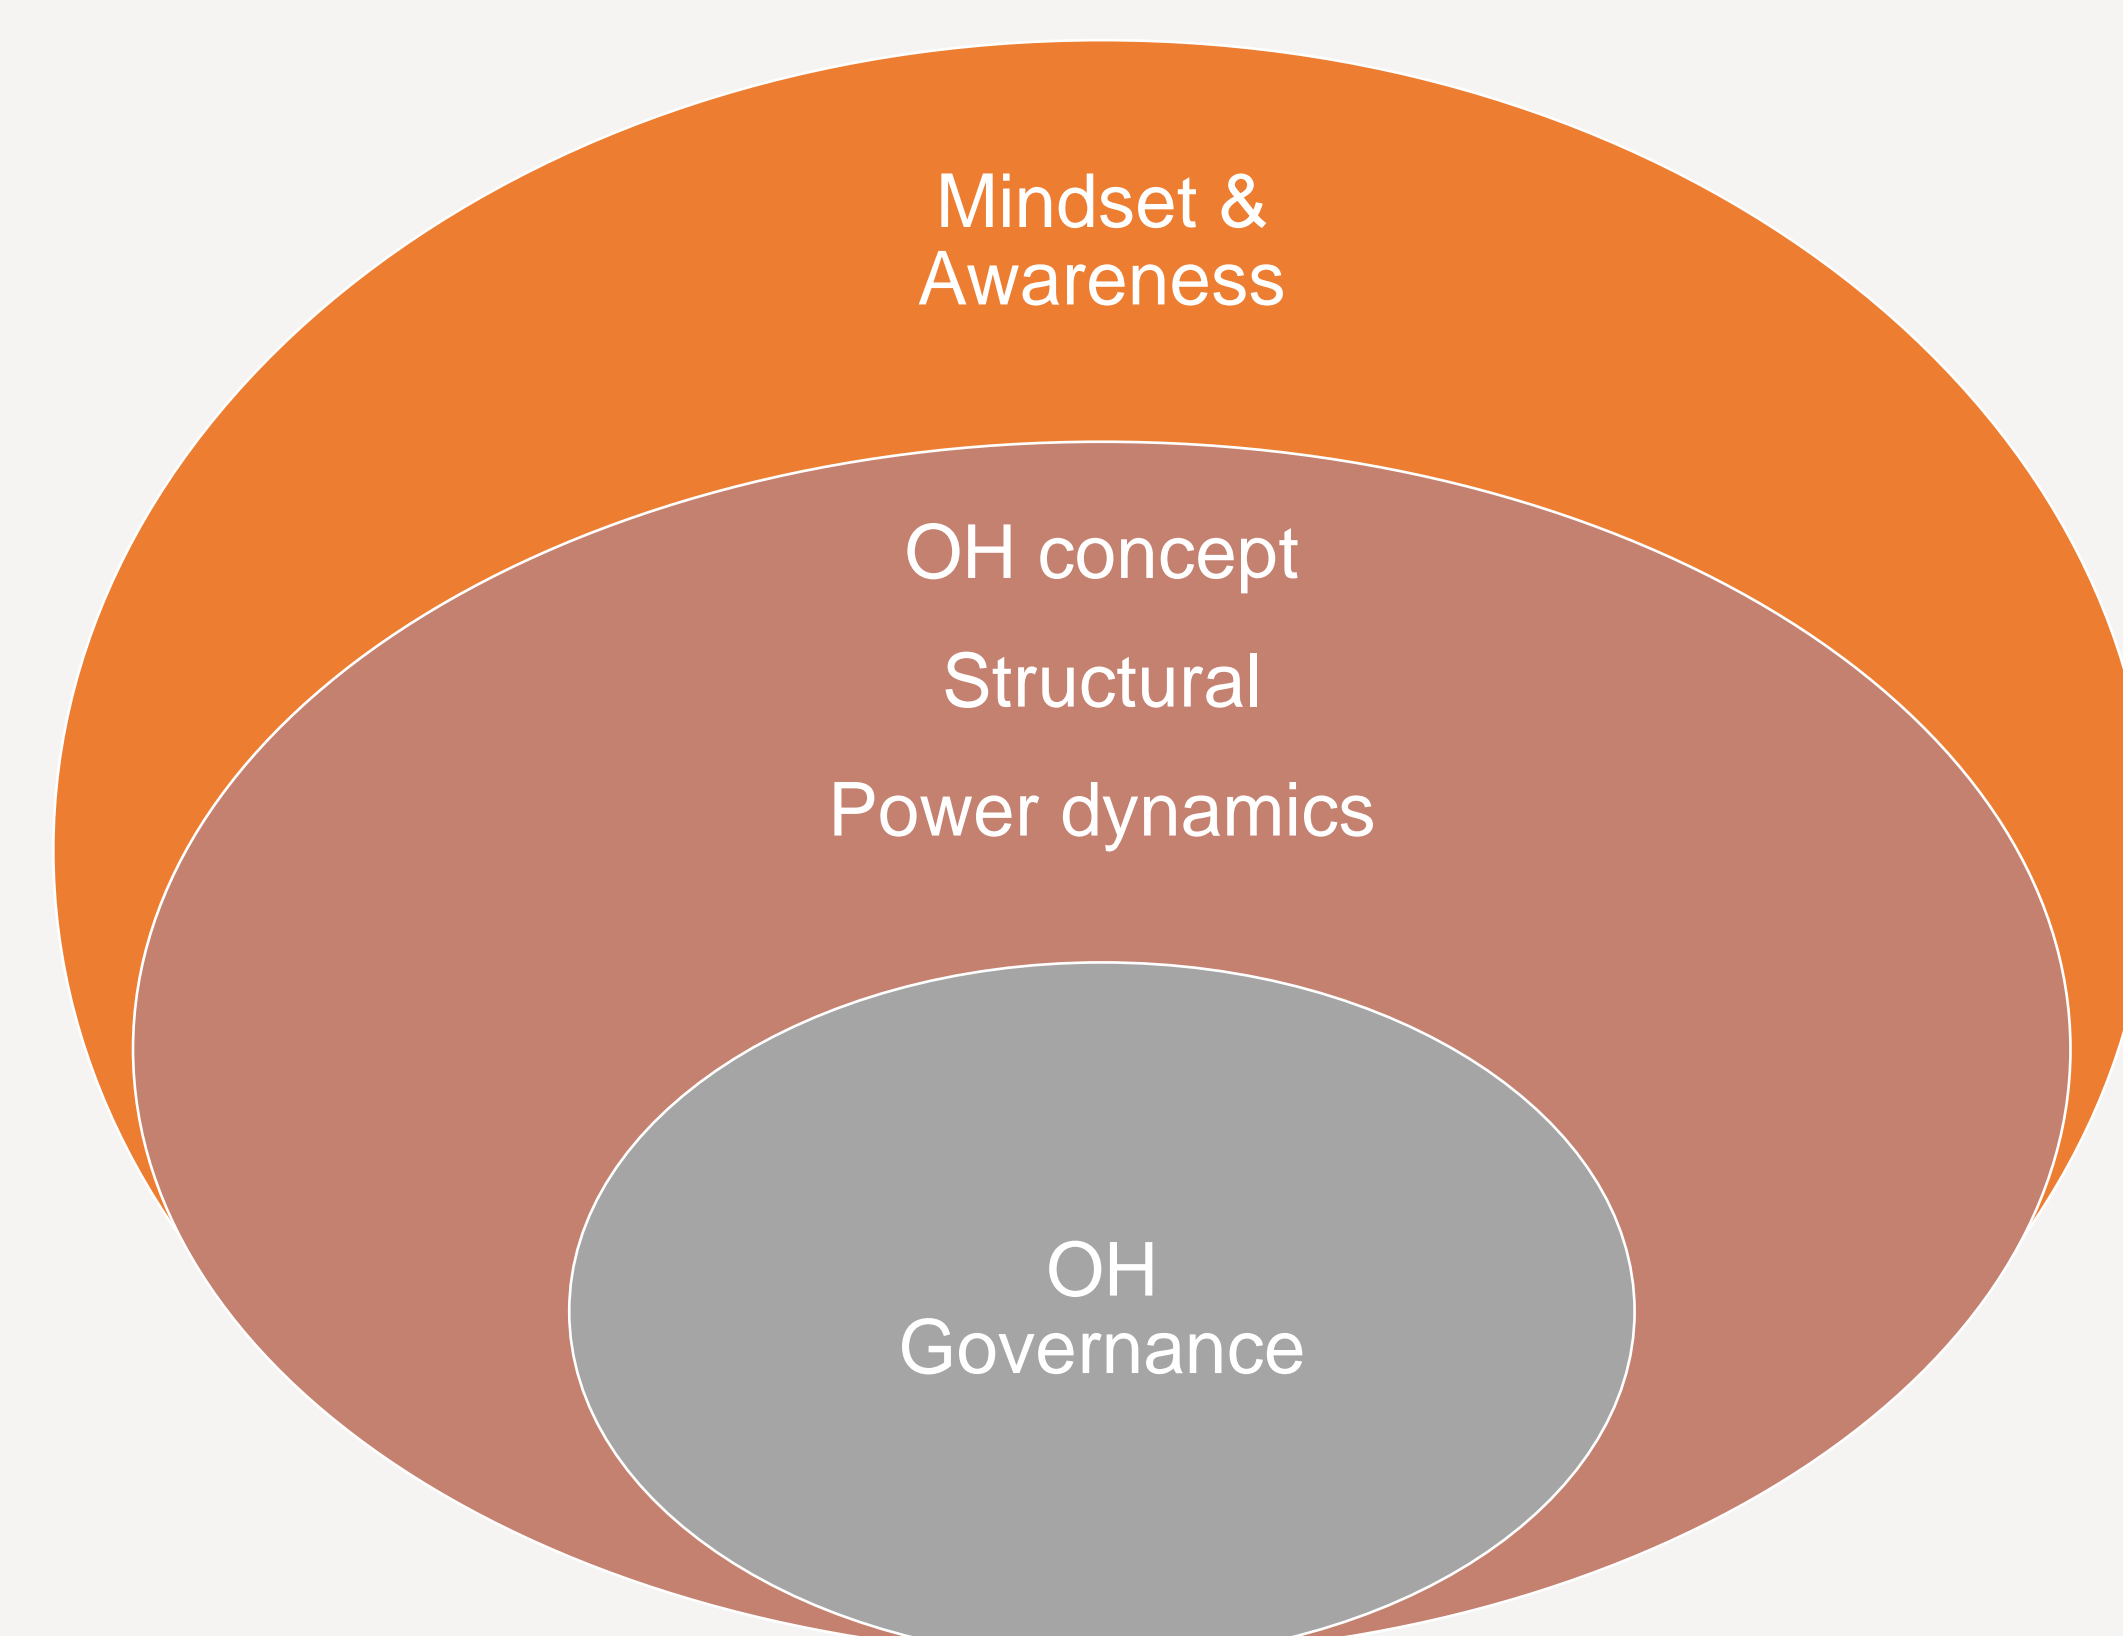 Mindset &
Awareness
OH concept
Structural
Power dynamics
OH
Governance